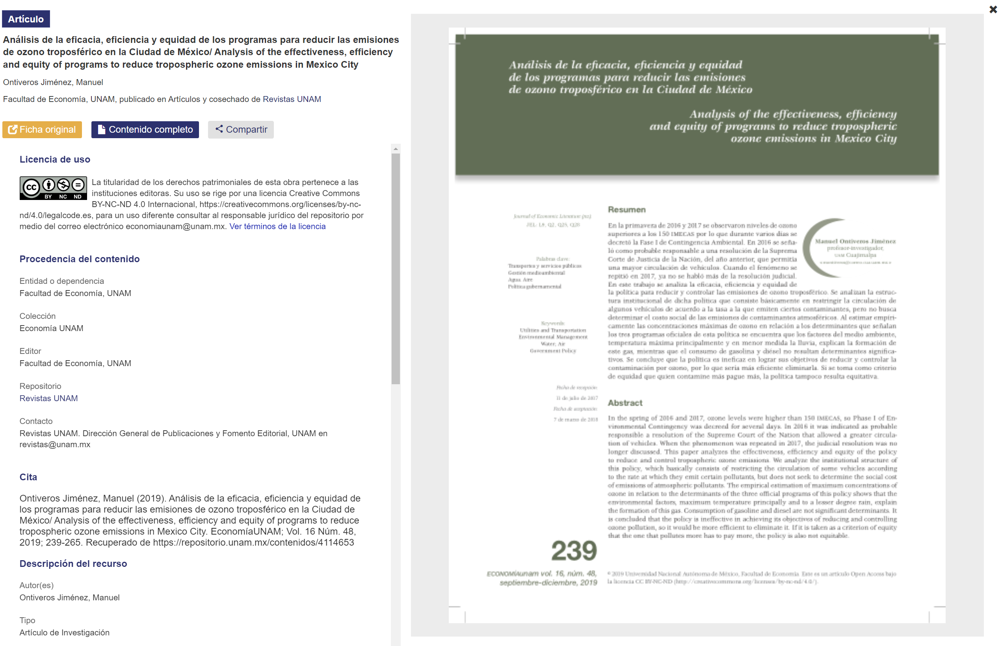 Artículo
Análisis de la eficacia, eficiencia y equidad de los programas para reducir las emisiones
de ozono troposférico en la Ciudad de México/ Analysis of the effectiveness, efficiency
and equity of programs to reduce tropospheric ozone emissions in Mexico City
Ontiveros Jiménez, Manuel
Facultad de Economía, UNAM, publicado en Artículos y cosechado de Revistas UNAM
Ficha original
Contenido completo
Compartir
Licencia de uso
cc BY NC ND
La titularidad de los derechos patrimoniales de esta obra pertenece a las
instituciones editoras. Su uso se rige por una licencia Creative Commons
BY-NC-ND 4.0 Internacional, https://creativecommons.org/licenses/by-nc-
nd/4.0/legalcode.es, para un uso diferente consultar al responsable jurídico del repositorio por
medio del correo electrónico economiaunam@unam.mx. Ver términos de la licencia
Procedencia del contenido
Entidad o dependencia
Facultad de Economía, UNAM
Colección
Economía UNAM
Editor
Facultad de Economía, UNAM
Repositorio
Revistas UNAM
Contacto
Revistas UNAM. Dirección General de Publicaciones y Fomento Editorial, UNAM en
revistas@unam.mx
Cita
Ontiveros Jiménez, Manuel (2019). Análisis de la eficacia, eficiencia y equidad de
los programas para reducir las emisiones de ozono troposférico en la Ciudad de
México/ Analysis of the effectiveness, efficiency and equity of programs to reduce
tropospheric ozone emissions in Mexico City. EconomíaUNAM; Vol. 16 Núm. 48,
2019; 239-265. Recuperado de https://repositorio.unam.mx/contenidos/4114653
Descripción del recurso
Autor(es)
Ontiveros Jiménez, Manuel
Tipo
Artículo de Investigación
Análisis de la eficacia, eficiencia y equidad
de los programas para reducir las emisiones
de ozono troposférico en la Ciudad de México
Analysis of the effectiveness, efficiency
and equity of programs to reduce tropospheric
ozone emissions in Mexico City
Journal of Economic Literature (JEL)
JEL: L9, Q2, Q25, Q28
Palabras clave:
Transportes y servicios públicos
Gestión medioambiental
Agua. Aire
Política gubernamental
Keywords:
Utilities and Transportation
Environmental Management
Water; Air
Government Policy
Fecha de recepción:
11 de julio de 2017
Fecha de aceptación:
7 de marzo de 2018
Resumen
En la primavera de 2016 y 2017 se observaron niveles de ozono
superiores a los 150 IMECAS por lo que durante varios días se
decretó la Fase I de Contingencia Ambiental. En 2016 se seña-
ló como probable responsable a una resolución de la Suprema
Corte de Justicia de la Nación, del año anterior, que permitía
una mayor circulación de vehículos. Cuando el fenómeno se
repitió en 2017, ya no se habló más de la resolución judicial.
En este trabajo se analiza la eficacia, eficiencia y equidad de
la política para reducir y controlar las emisiones de ozono troposférico. Se analizan la estruc-
tura institucional de dicha política que consiste básicamente en restringir la circulación de
algunos vehículos de acuerdo a la tasa a la que emiten ciertos contaminantes, pero no busca
determinar el costo social de las emisiones de contaminantes atmosféricos. Al estimar empíri-
camente las concentraciones máximas de ozono en relación a los determinantes que señalan
los tres programas oficiales de esta política se encuentra que los factores del medio ambiente,
temperatura máxima principalmente y en menor medida la lluvia, explican la formación de
este gas, mientras que el consumo de gasolina y diésel no resultan determinantes significa-
tivos. Se concluye que la política es ineficaz en lograr sus objetivos de reducir y controlar la
contaminación por ozono, por lo que sería más eficiente eliminarla. Si se toma como criterio
de equidad que quien contamine más pague más, la política tampoco resulta equitativa.
Manuel Ontiveros Jiménez
profesor-investigador,
UAM Cuajimalpa
Abstract
In the spring of 2016 and 2017, ozone levels were higher than 150 IMECAS, so Phase I of En-
vironmental Contingency was decreed for several days. In 2016 it was indicated as probable
responsible a resolution of the Supreme Court of the Nation that allowed a greater circula-
tion of vehicles. When the phenomenon was repeated in 2017, the judicial resolution was no
longer discussed. This paper analyzes the effectiveness, efficiency and equity of the policy
to reduce and control tropospheric ozone emissions. We analyze the institutional structure of
this policy, which basically consists of restricting the circulation of some vehicles according
to the rate at which they emit certain pollutants, but does not seek to determine the social cost
of emissions of atmospheric pollutants. The empirical estimation of maximum concentrations of
ozone in relation to the determinants of the three official programs of this policy shows that the
environmental factors, maximum temperature principally and to a lesser degree rain, explain
the formation of this gas. Consumption of gasoline and diesel are not significant determinants. It
is concluded that the policy is ineffective in achieving its objectives of reducing and controlling
ozone pollution, so it would be more efficient to eliminate it. If it is taken as a criterion of equity
that the one that pollutes more has to pay more, the policy is also not equitable.
239
ECONOMÍAunam vol. 16, núm. 48,
septiembre-diciembre, 2019
© 2019 Universidad Nacional Autónoma de México, Facultad de Economía. Este es un artículo Open Access bajo
la licencia CC BY-NC-ND (http://creativecommons.org/licenses/by-nc-nd/4.0/).